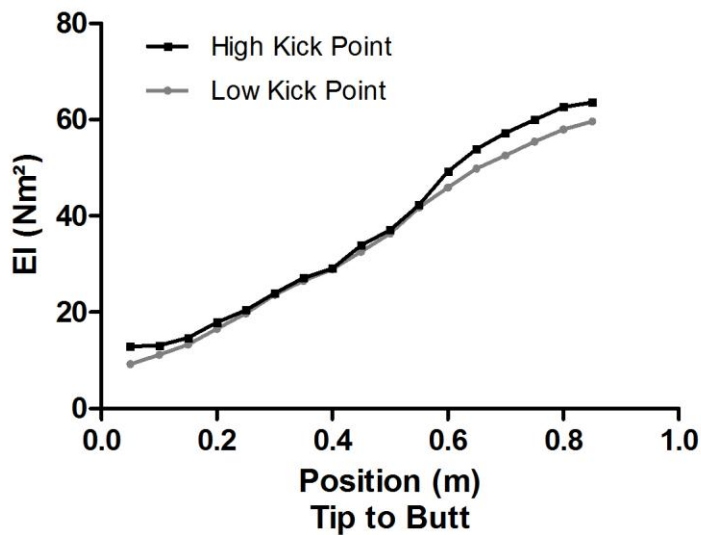 80
High Kick Point
Low Kick Point
60
40
20
0
EI (Nm²)
0.0 0.2 0.4 0.6 0.8 1.0
Position (m)
Tip to Butt